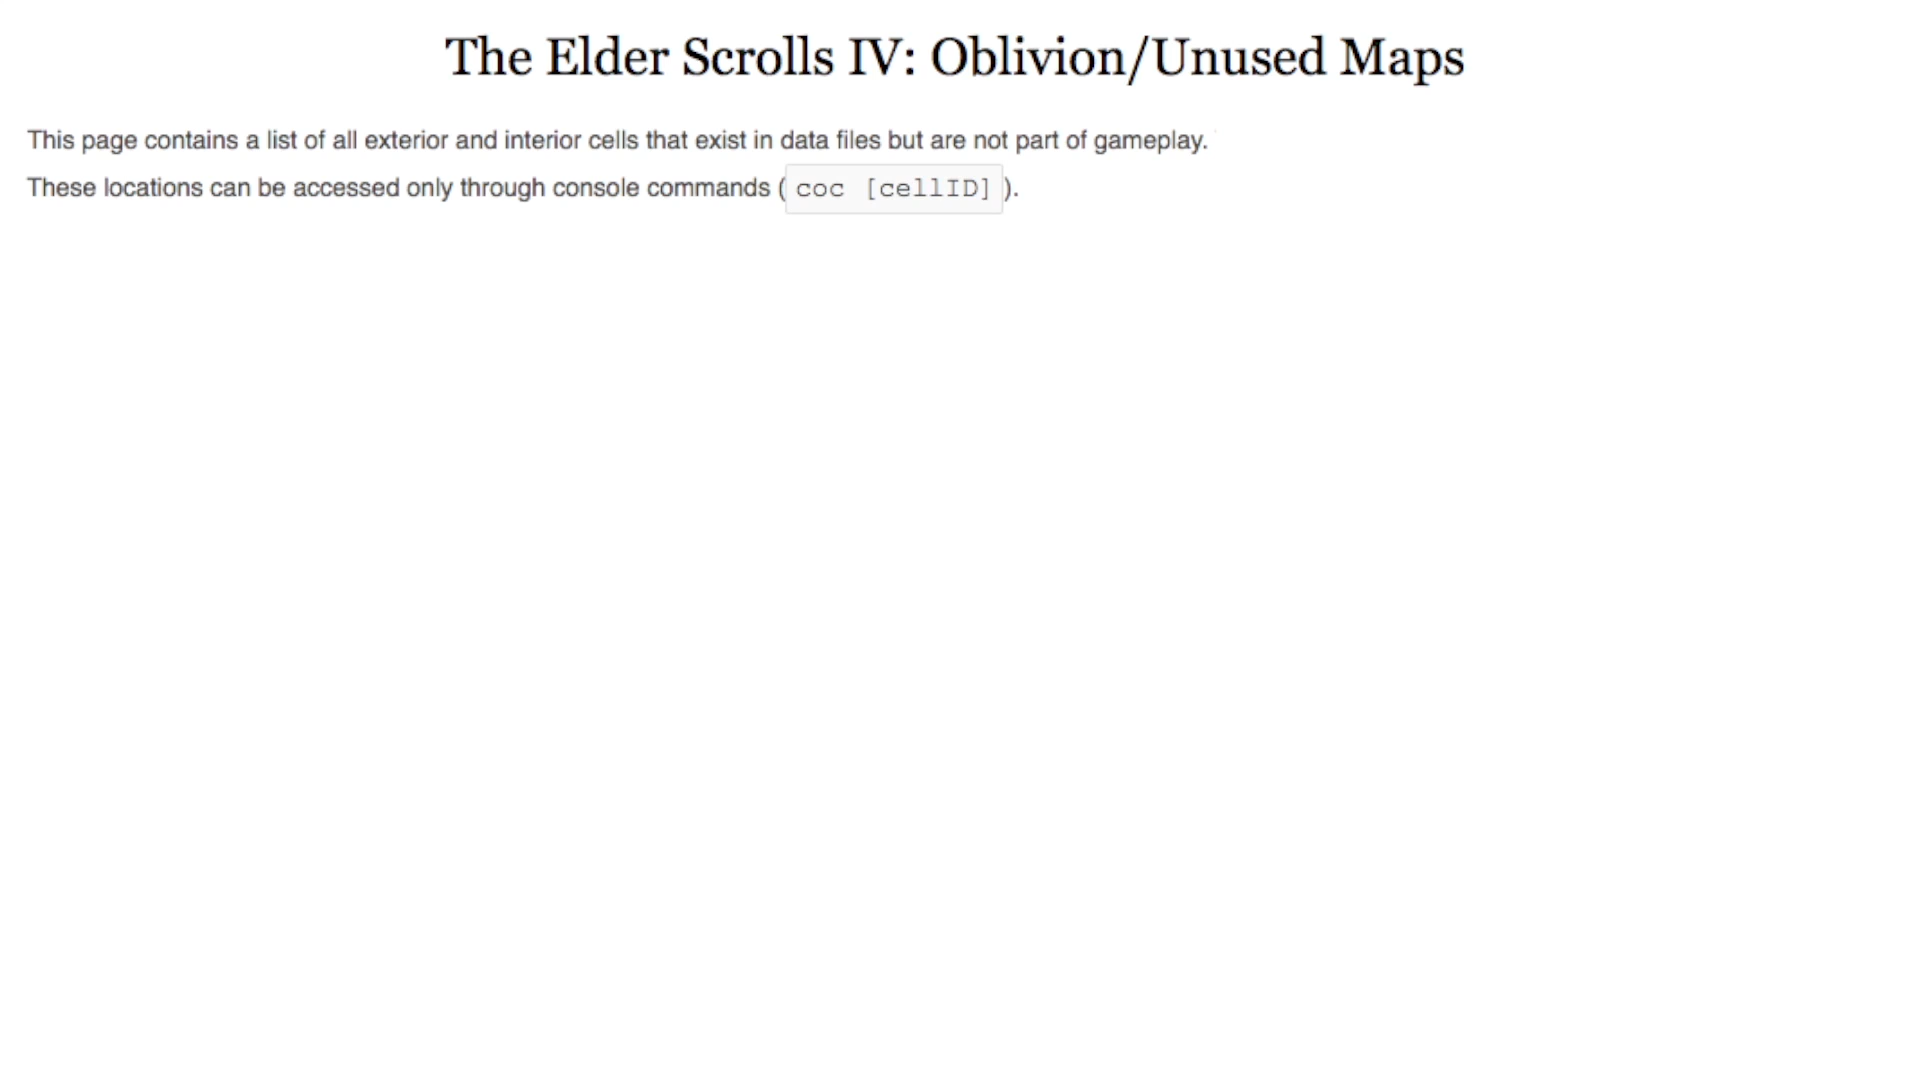 The Elder Scrolls IV: Oblivion/Unused Maps
This page contains a list of all exterior and interior cells that exist in data files but are not part of gameplay.
These locations can be accessed only through console commands ( coc [cellID] ).